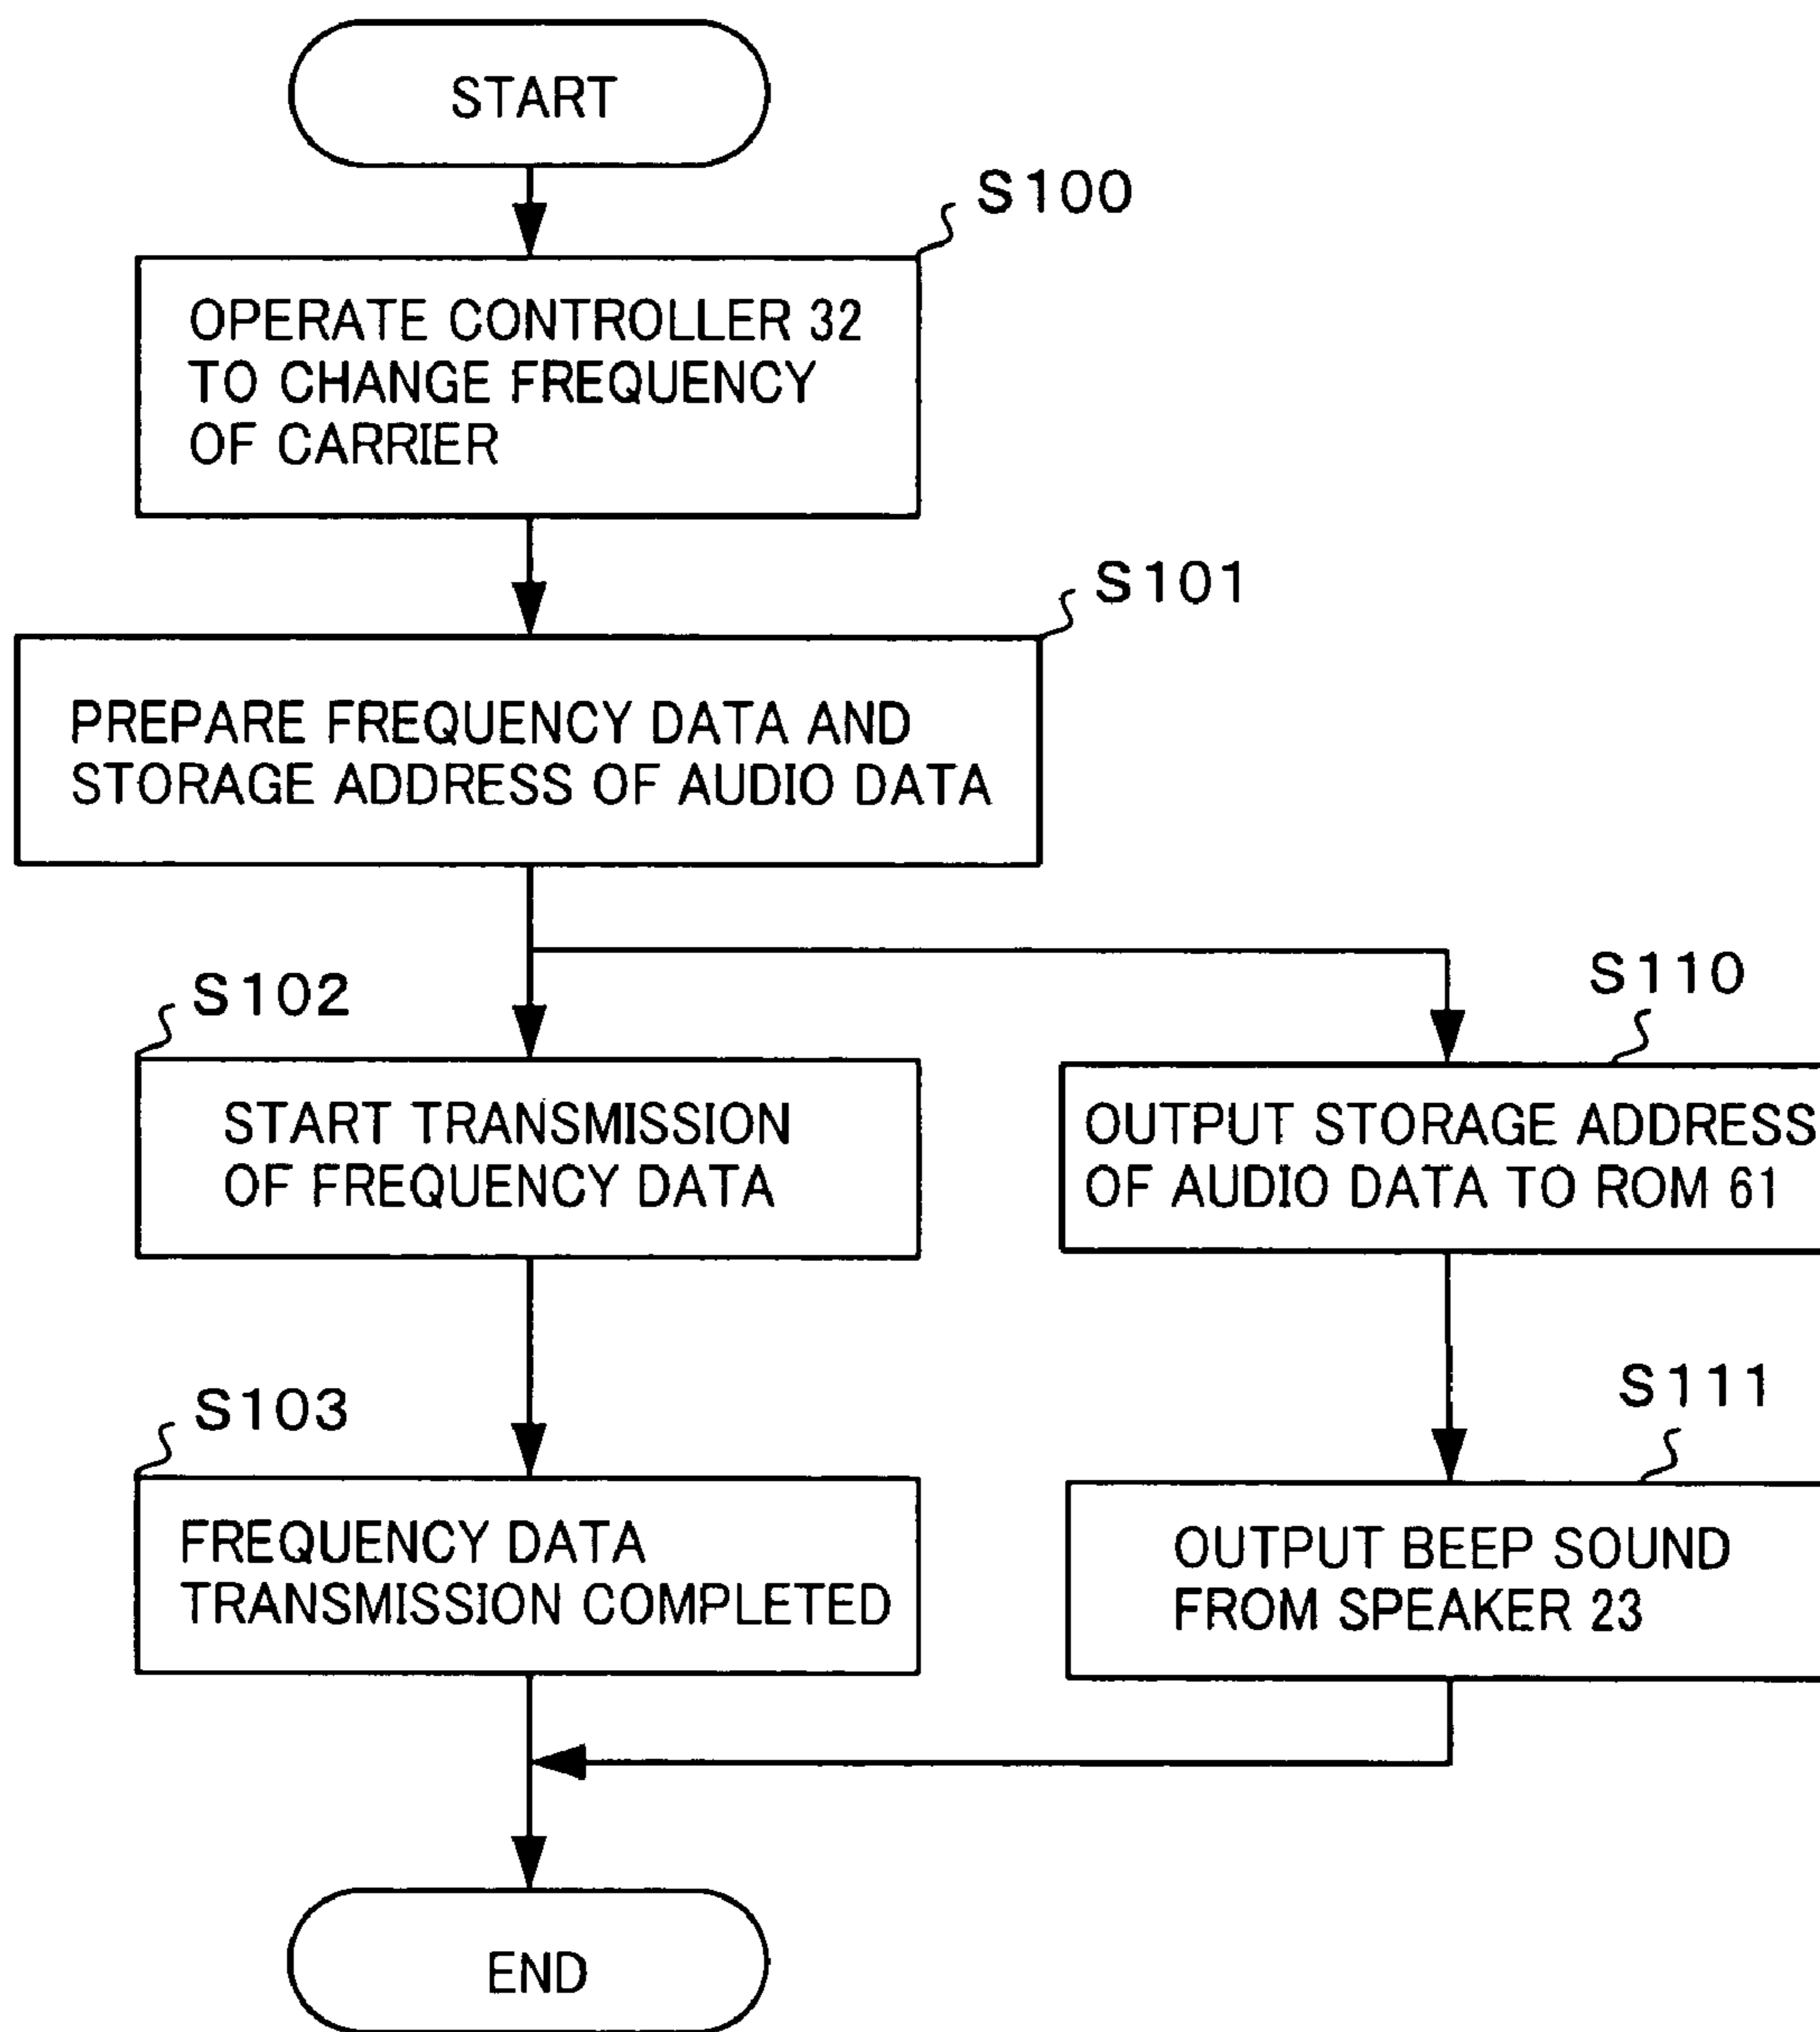 START
S100
OPERATE CONTROLLER 32
TO CHANGE FREQUENCY
OF CARRIER
S101
PREPARE FREQUENCY DATA AND
STORAGE ADDRESS OF AUDIO DATA
S102
START TRANSMISSION
OF FREQUENCY DATA
S110
OUTPUT STORAGE ADDRESS
OF AUDIO DATA TO ROM 61
S103
FREQUENCY DATA
TRANSMISSION COMPLETED
S111
OUTPUT BEEP SOUND
FROM SPEAKER 23
END